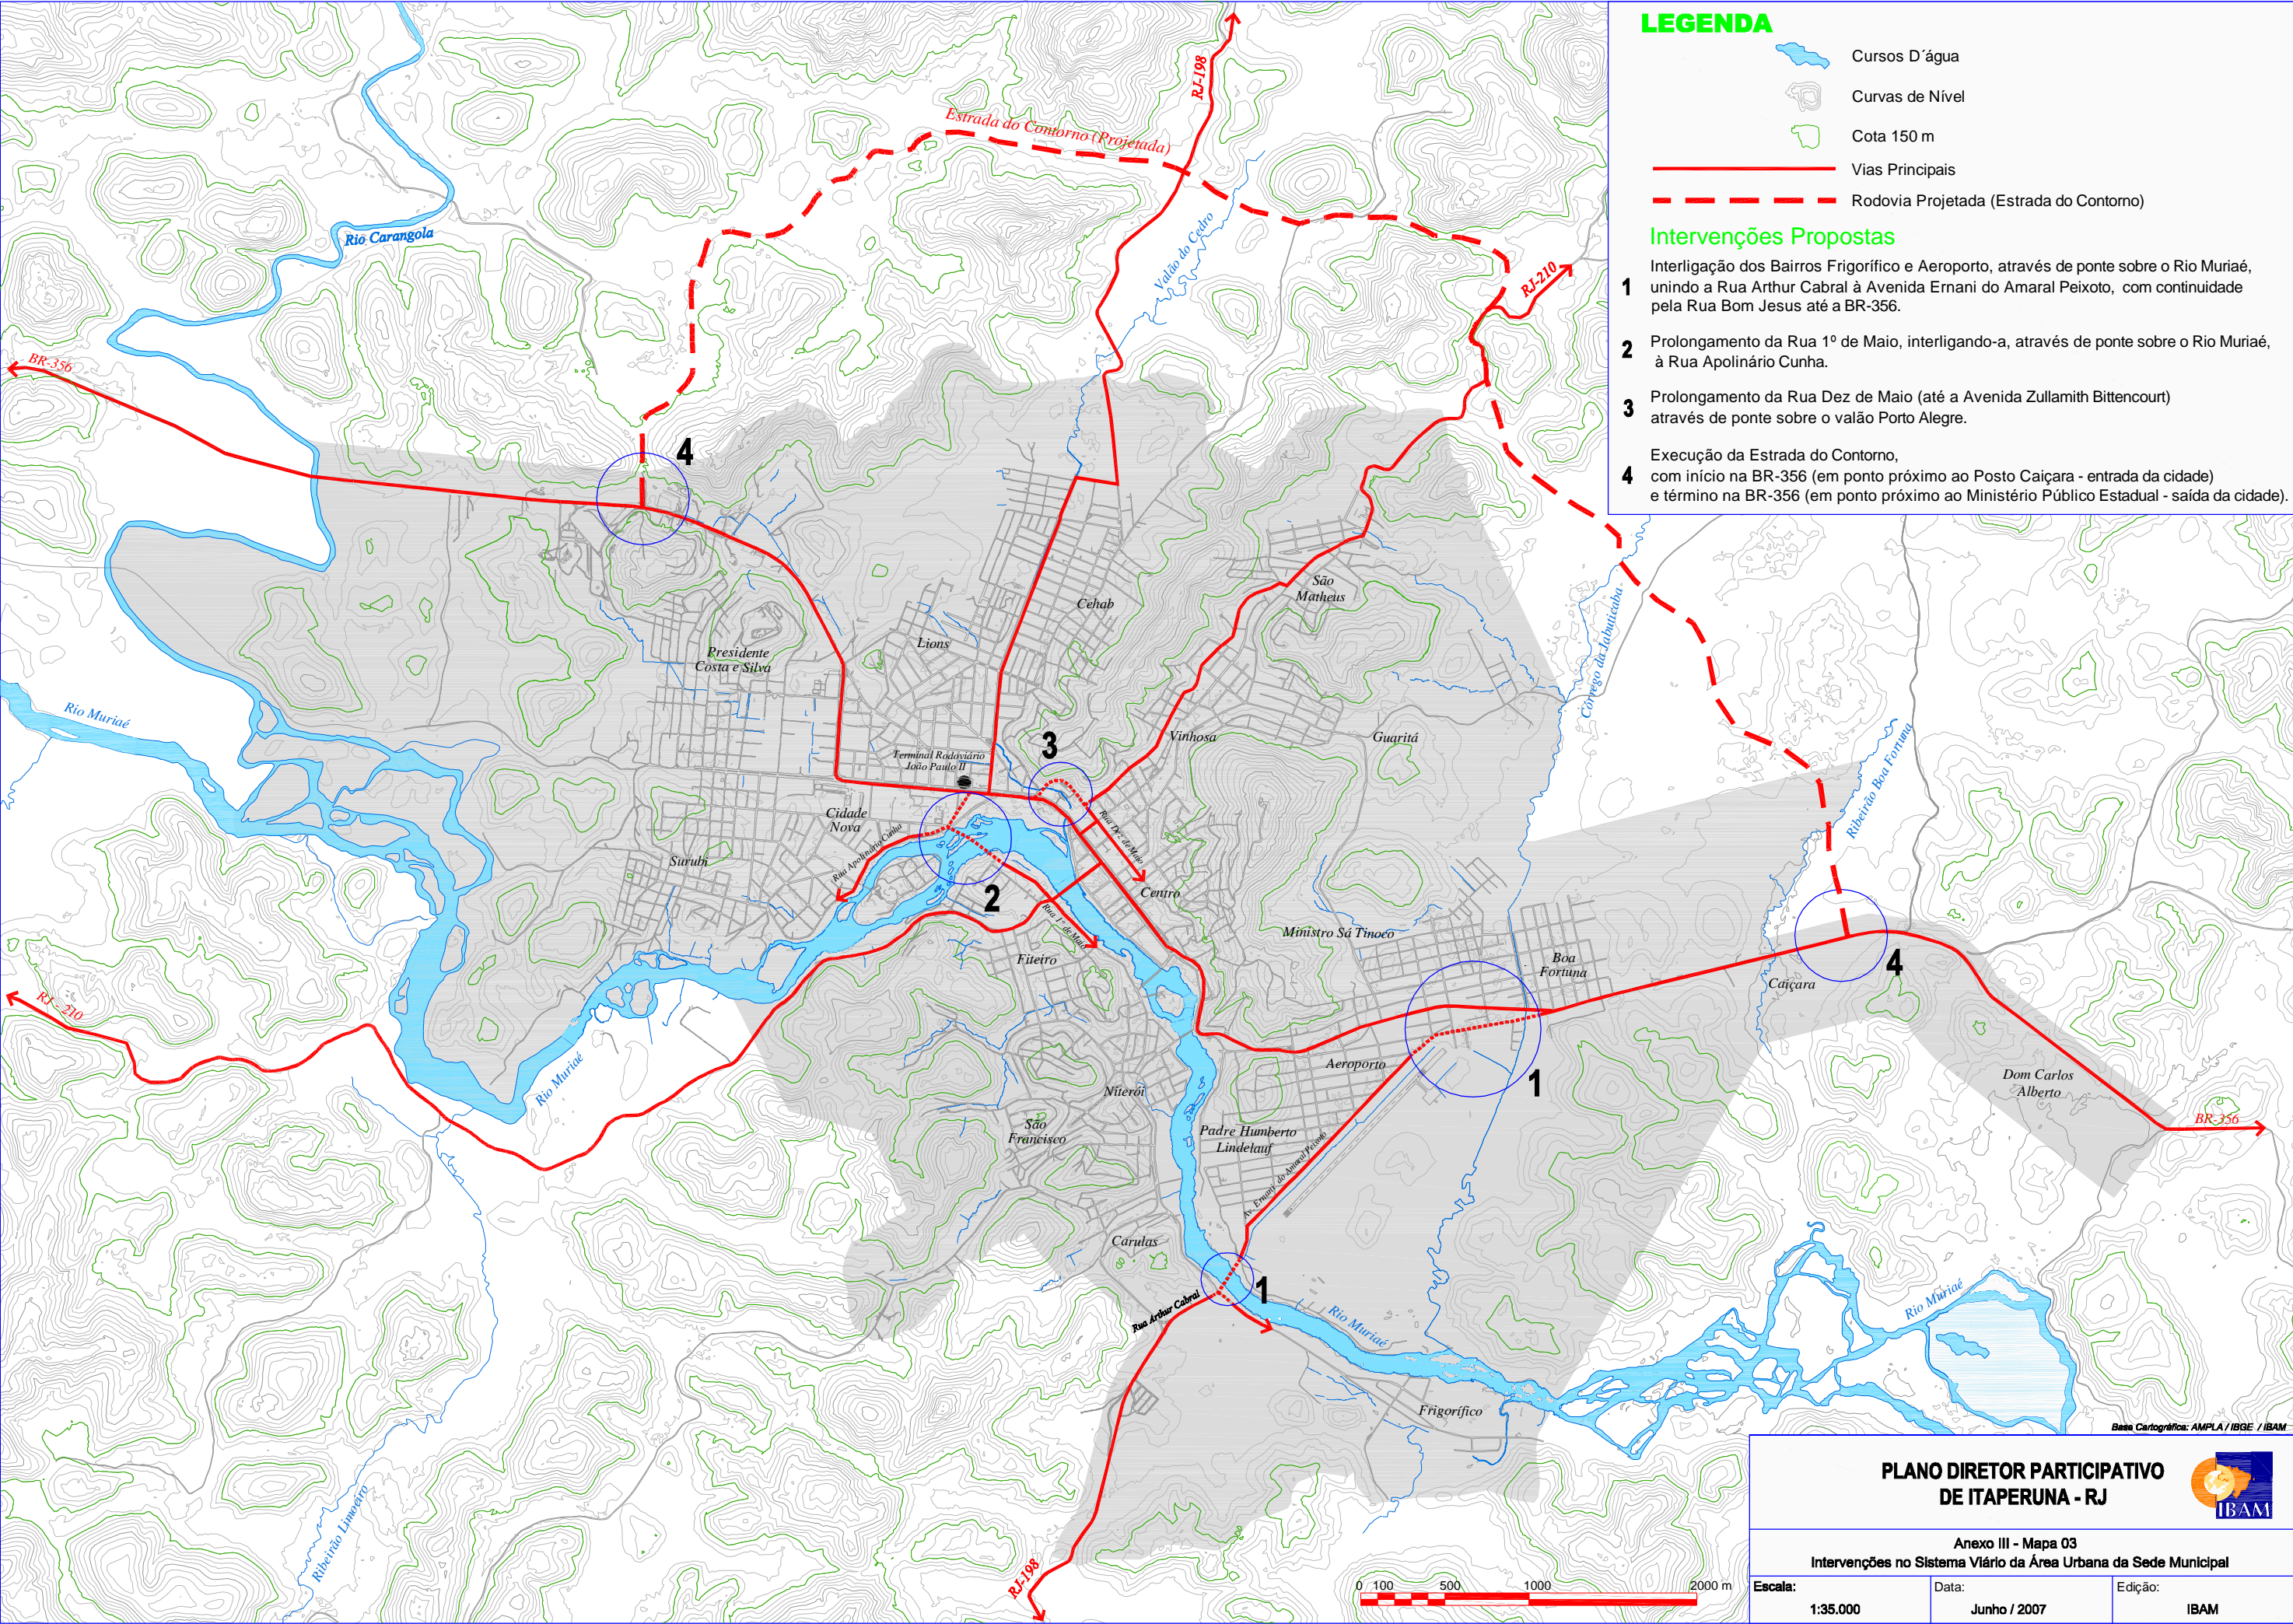 LEGENDA
Cursos D´água
Curvas de Nível
Cota 150 m
Vias Principais
Rodovia Projetada (Estrada do Contorno)
Intervenções Propostas
1 Interligação dos Bairros Frigorífico e Aeroporto, através de ponte sobre o Rio Muriaé,
unindo a Rua Arthur Cabral à Avenida Ernani do Amaral Peixoto, com continuidade
pela Rua Bom Jesus até a BR-356.
2 Prolongamento da Rua 1º de Maio, interligando-a, através de ponte sobre o Rio Muriaé,
à Rua Apolinário Cunha.
3 Prolongamento da Rua Dez de Maio (até a Avenida Zullamith Bittencourt)
através de ponte sobre o valão Porto Alegre.
4 Execução da Estrada do Contorno,
com início na BR-356 (em ponto próximo ao Posto Caiçara - entrada da cidade)
e término na BR-356 (em ponto próximo ao Ministério Público Estadual - saída da cidade).
RJ-198
Estrada do Contorno (Projetada)
Rio Carangola
Valão do Cedro
RJ-210
BR-356
4
São
Matheus
Cehab
Lions
Presidente
Costa e Silva
Córrego da Jabuticaba
Rio Muriaé
Vinhosa
Guaritá
3
Terminal Rodoviário
João Paulo II
Ribeirão Boa Fortuna
Cidade
Nova
Rua Apolinário Cunha
Rua Dez de Maio
Surubi
2
Centro
Rua 1º de Maio
Ministro Sá Tinoco
Fiteiro
Boa
Fortuna
4
Caiçara
RJ - 210
Rio Muriaé
Aeroporto
1
Niterói
Dom Carlos
Alberto
São
Francisco
Padre Humberto
Lindelauf
BR-356
Av. Ernany do Amaral Peixoto
Carulas
1
Rua Arthur Cabral
Rio Muriaé
Rio Muriaé
Frigorífico
Ribeirão Limoeiro
RJ-198
0 100 500 1000 2000 m
Base Cartográfica: AMPLA / IBGE / IBAM
PLANO DIRETOR PARTICIPATIVO
DE ITAPERUNA - RJ
IBAM
Anexo III - Mapa 03
Intervenções no Sistema Viário da Área Urbana da Sede Municipal
Escala: Data: Edição:
1:35.000 Junho / 2007 IBAM